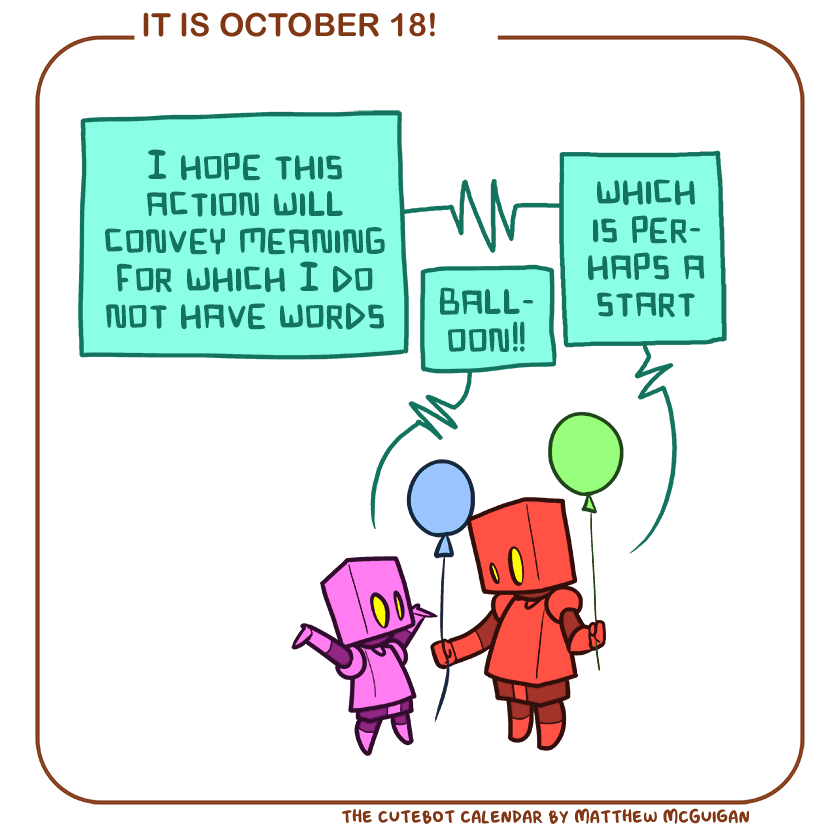 IT IS OCTOBER 18!
I HOPE THIS
ACTION WILL
CONVEY MEANING
FOR WHICH I DO
NOT HAVE WORDS
WHICH
IS PER-
HAPS A
START
BALL-
OON!!
THE CUTEBOT CALENDAR BY MATTHEW MCGUIGAN